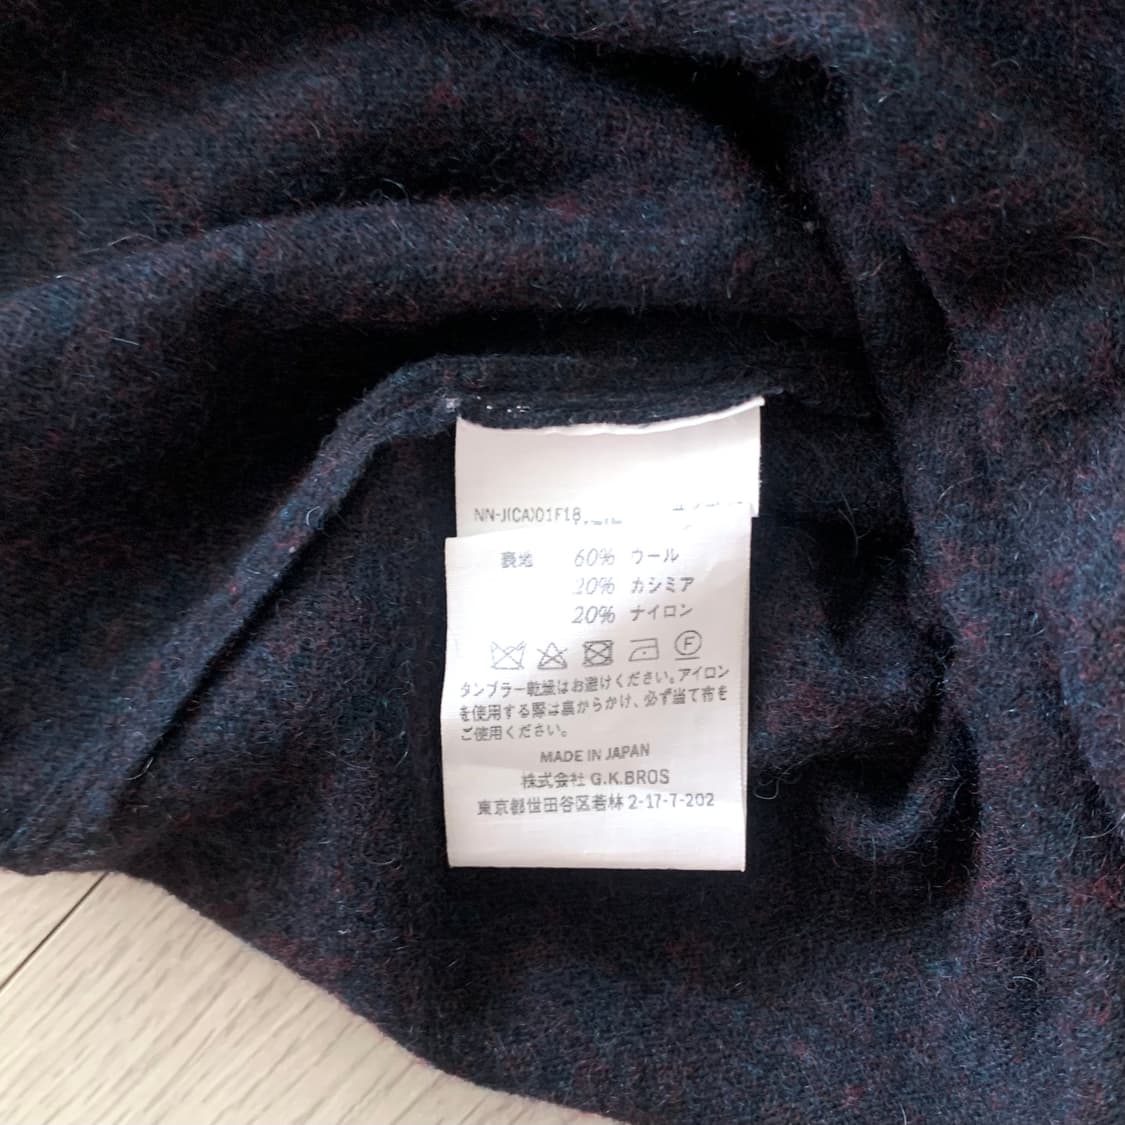 NN-J(CA)01F18
表地 60% ウール
20% カシミア
20% ナイロン
F
タンブラー乾燥はお避けください。アイロン
を使用する際は裏からかけ、必ず当て布を
ご使用ください。
MADE IN JAPAN
株式会社 G.K.BROS
東京都世田谷区若林 2-17-7-202